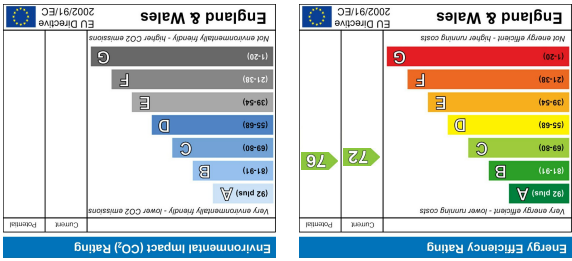 Energy Efficiency Rating
Current Potential
Very energy efficient - lower running costs
(92 plus) A
(81-91) B
(69-80) C
(55-68) D
(39-54) E
(21-38) F
(1-20) G
Not energy efficient - higher running costs
72
76
England & Wales
EU Directive
2002/91/EC
Environmental Impact (CO₂) Rating
Current Potential
Very environmentally friendly - lower CO2 emissions
(92 plus) A
(81-91) B
(69-80) C
(55-68) D
(39-54) E
(21-38) F
(1-20) G
Not environmentally friendly - higher CO2 emissions
England & Wales
EU Directive
2002/91/EC